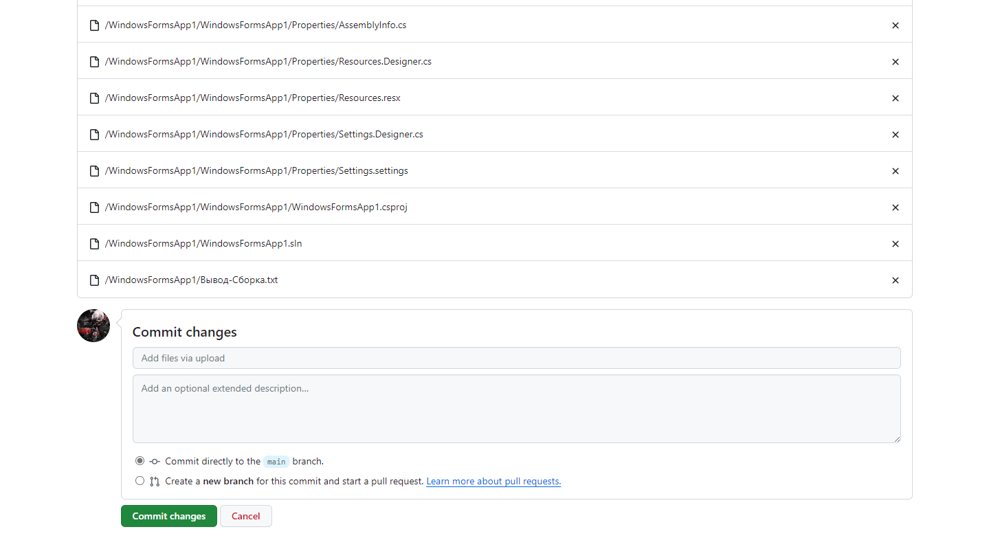 /WindowsFormsApp1/WindowsFormsApp1/Properties/AssemblyInfo.cs
/WindowsFormsApp1/WindowsFormsApp1/Properties/Resources.Designer.cs
/WindowsFormsApp1/WindowsFormsApp1/Properties/Resources.resx
/WindowsFormsApp1/WindowsFormsApp1/Properties/Settings.Designer.cs
/WindowsFormsApp1/WindowsFormsApp1/Properties/Settings.settings
/WindowsFormsApp1/WindowsFormsApp1/WindowsFormsApp1.csproj
/WindowsFormsApp1/WindowsFormsApp1.sln
/WindowsFormsApp1/Вывод-Сборка.txt
Commit changes
Add files via upload
Add an optional extended description...
Commit directly to the main branch.
Create a new branch for this commit and start a pull request. Learn more about pull requests.
Commit changes Cancel